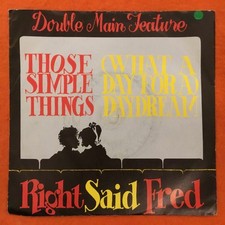 Double Main Feature
THOSE
SIMPLE
THINGS
(WHAT A
DAY FOR A)
DAYDREAM
Right Said Fred